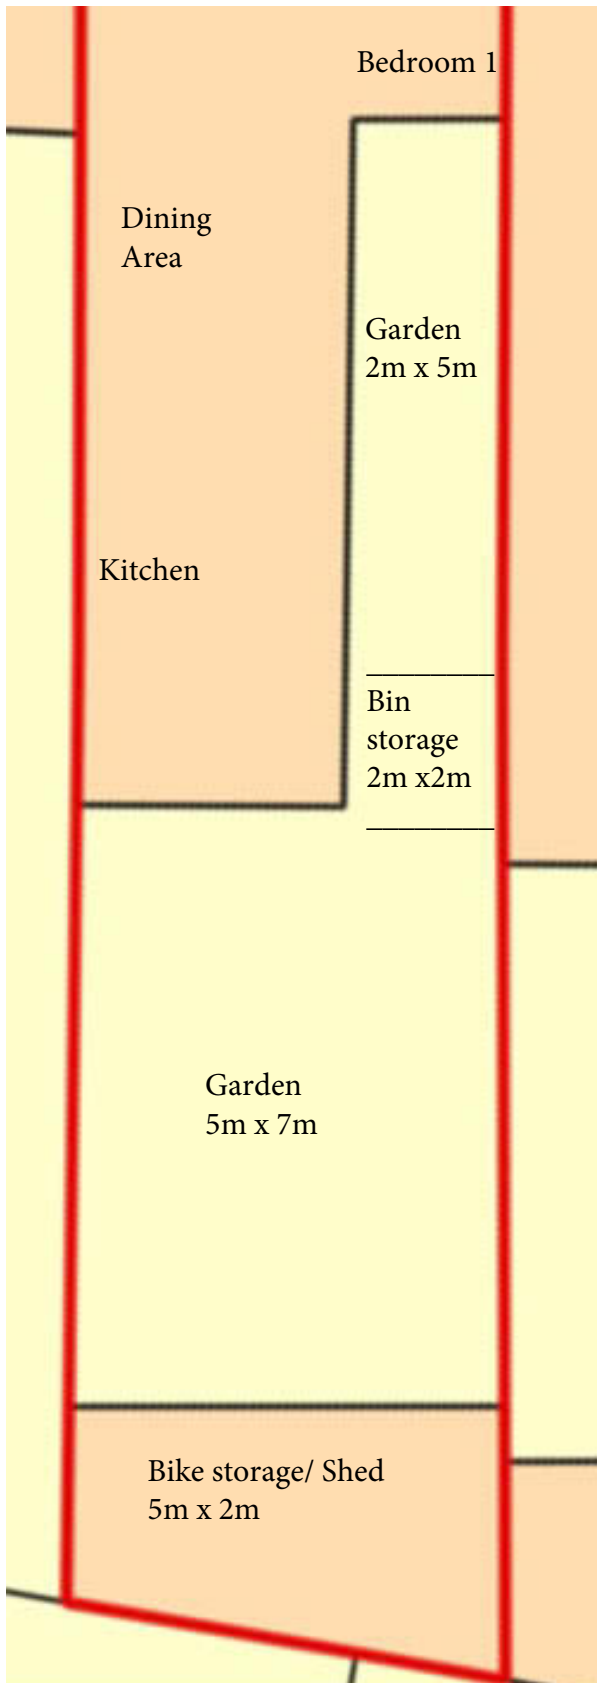 Bedroom 1
Dining
Area
Garden
2m x 5m
Kitchen
Bin
storage
2m x2m
Garden
5m x 7m
Bike storage/ Shed
5m x 2m